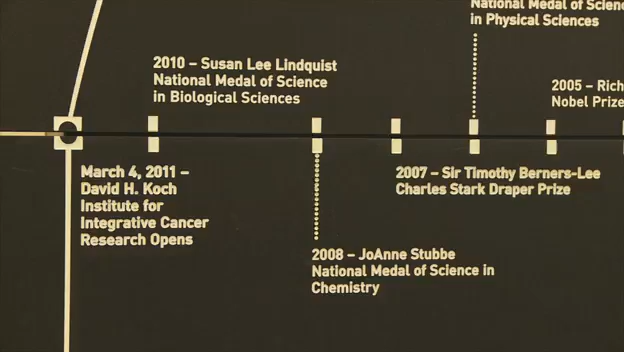 National Medal of Science
in Physical Sciences
2010 – Susan Lee Lindquist
National Medal of Science
in Biological Sciences
2005 – Rich
Nobel Prize
March 4, 2011 –
David H. Koch
Institute for
Integrative Cancer
Research Opens
2007 – Sir Timothy Berners-Lee
Charles Stark Draper Prize
2008 – JoAnne Stubbe
National Medal of Science in
Chemistry